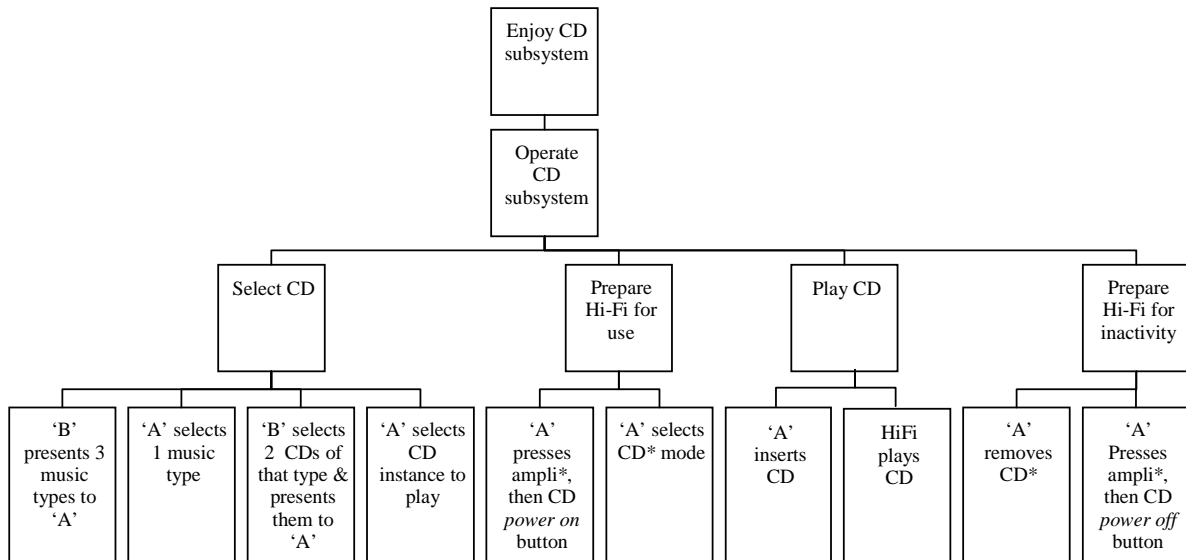 Enjoy CD
subsystem
Operate
CD
subsystem
Select CD
Prepare
Hi-Fi for
use
Play CD
Prepare
Hi-Fi for
inactivity
‘B’
presents 3
music
types to
‘A’
‘A’ selects
1 music
type
‘B’ selects
2 CDs of
that type &
presents
them to
‘A’
‘A’ selects
CD
instance to
play
‘A’
presses
ampli*,
then CD
power on
button
‘A’ selects
CD* mode
‘A’
inserts
CD
HiFi
plays
CD
‘A’
removes
CD*
‘A’
Presses
ampli*,
then CD
power off
button